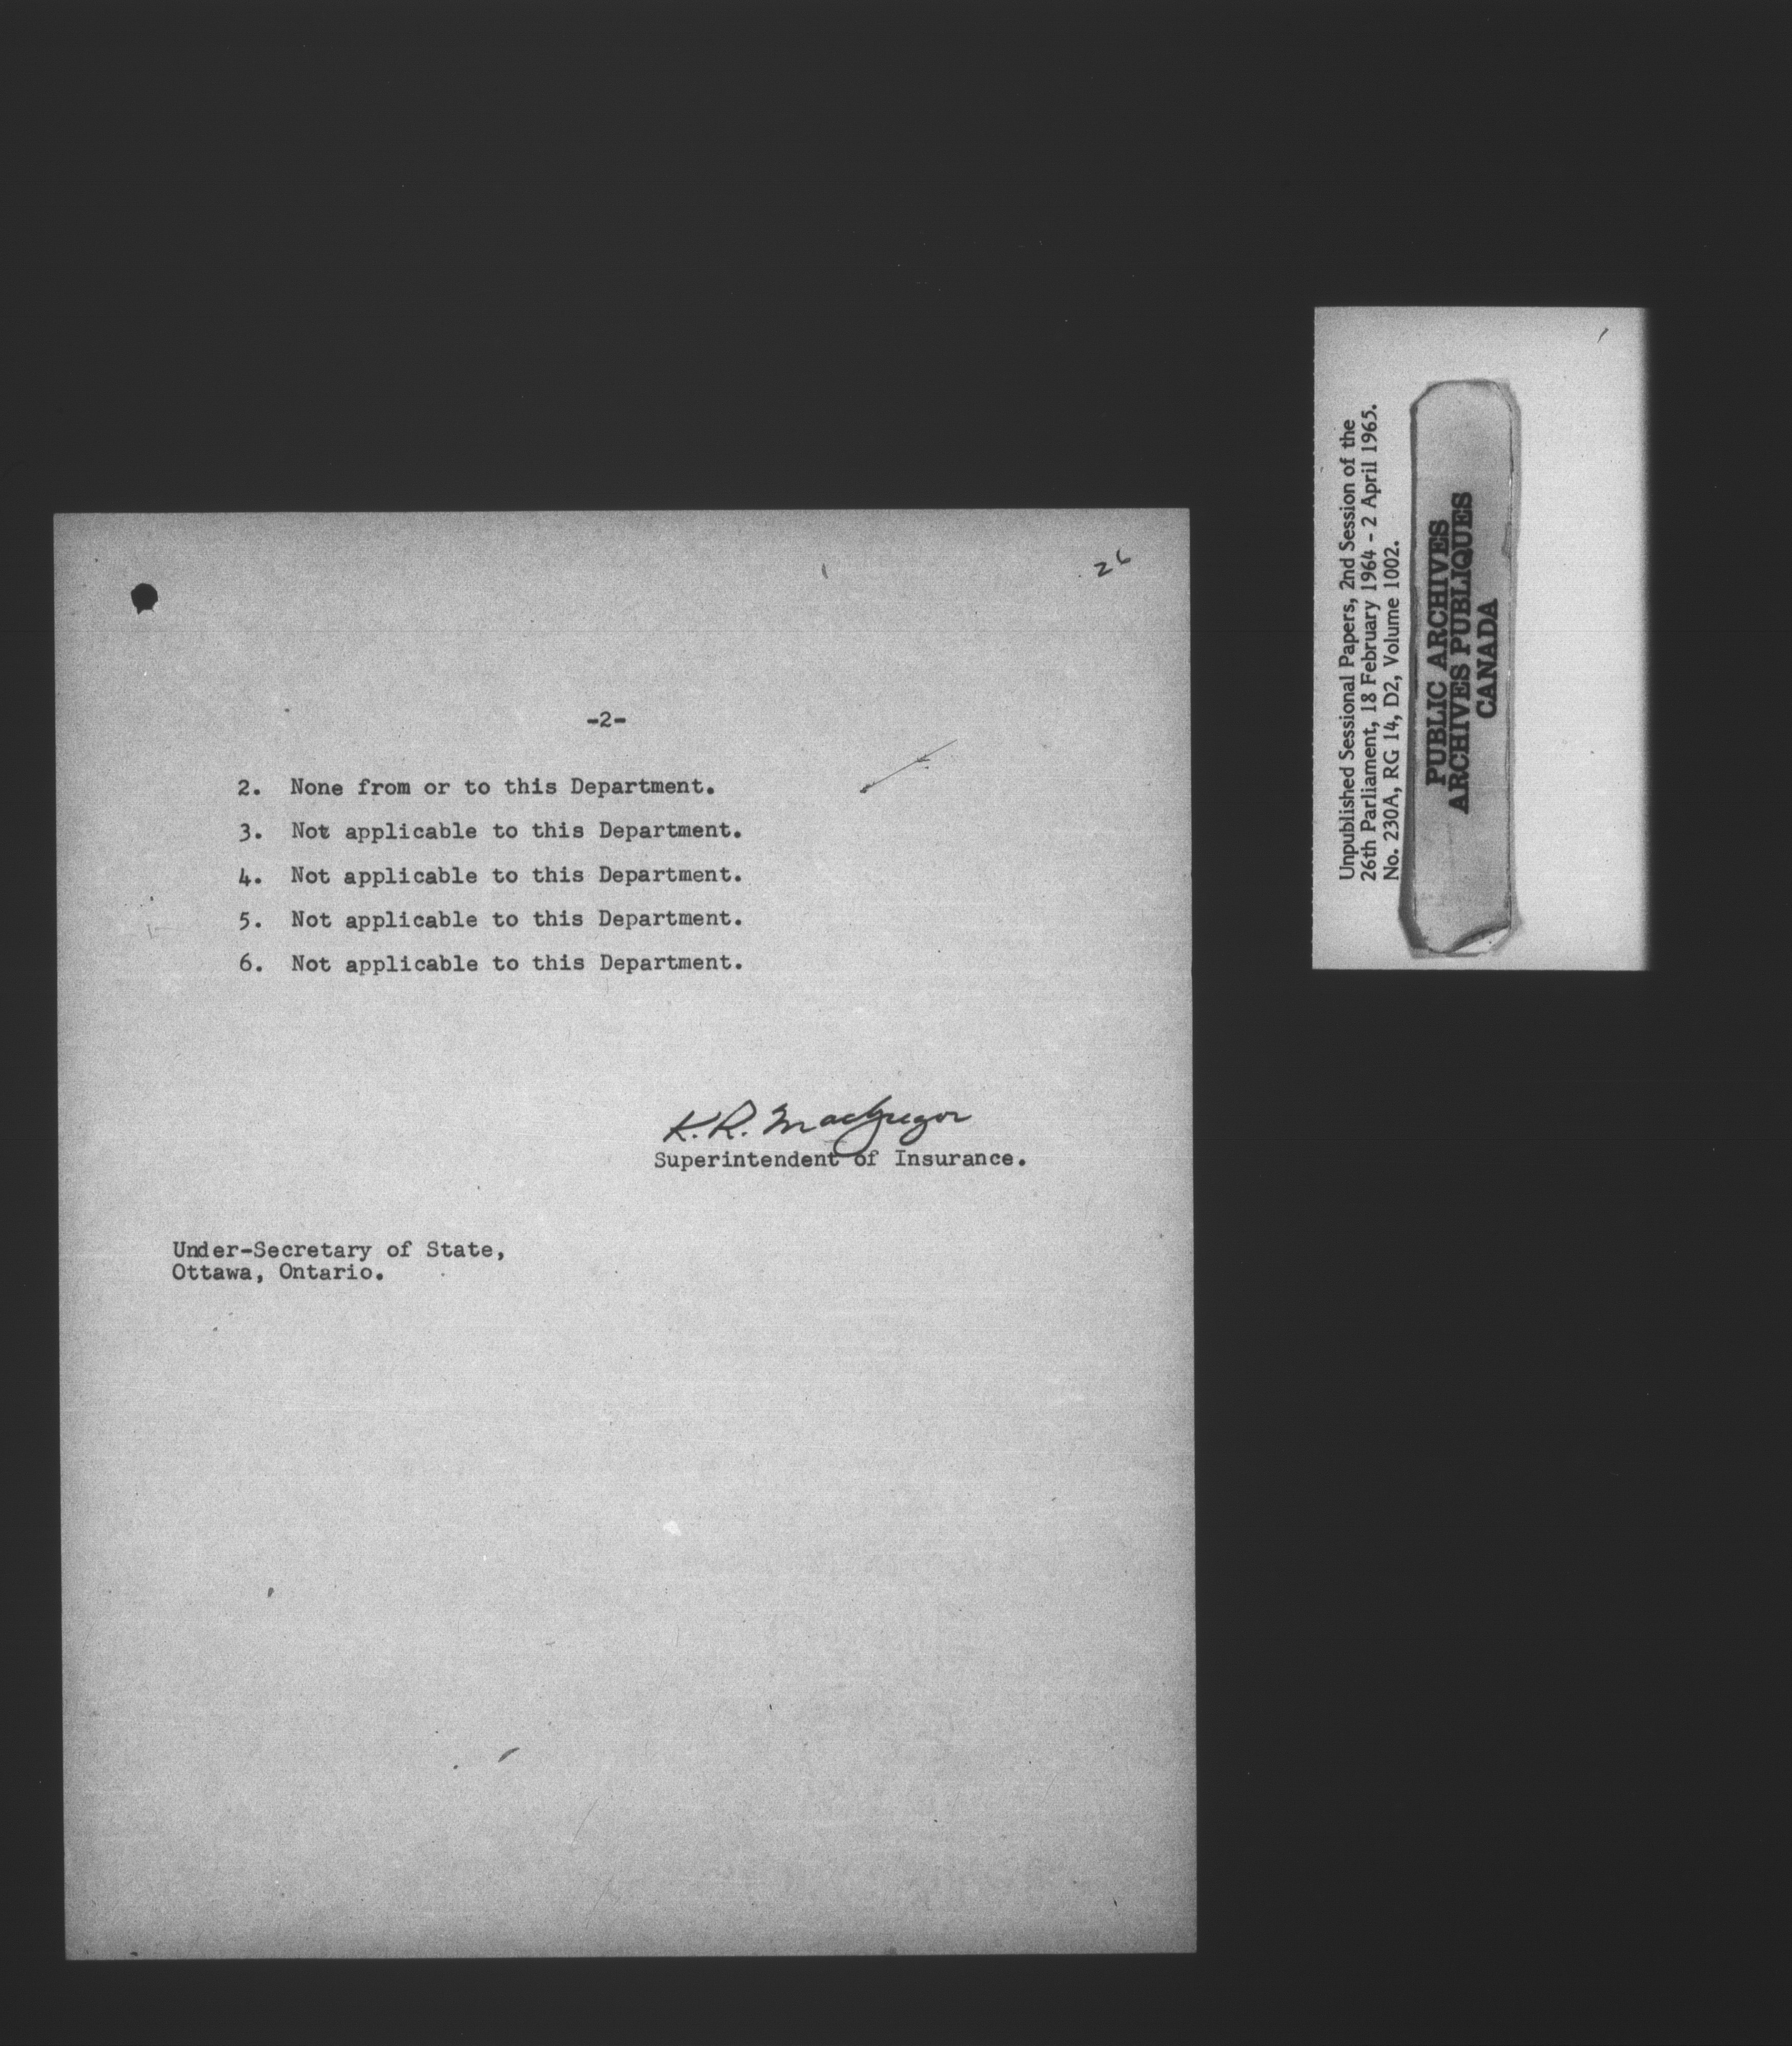 26
-2-
2. None from or to this Department.
3. Not applicable to this Department.
4. Not applicable to this Department.
5. Not applicable to this Department.
6. Not applicable to this Department.
K.R. MacGregor
Superintendent of Insurance.
Under-Secretary of State,
Ottawa, Ontario.
Unpublished Sessional Papers, 2nd Session of the
26th Parliament, 18 February 1964 - 2 April 1965.
No. 230A, RG 14, D2, Volume 1002.
PUBLIC ARCHIVES
ARCHIVES PUBLIQUES
CANADA